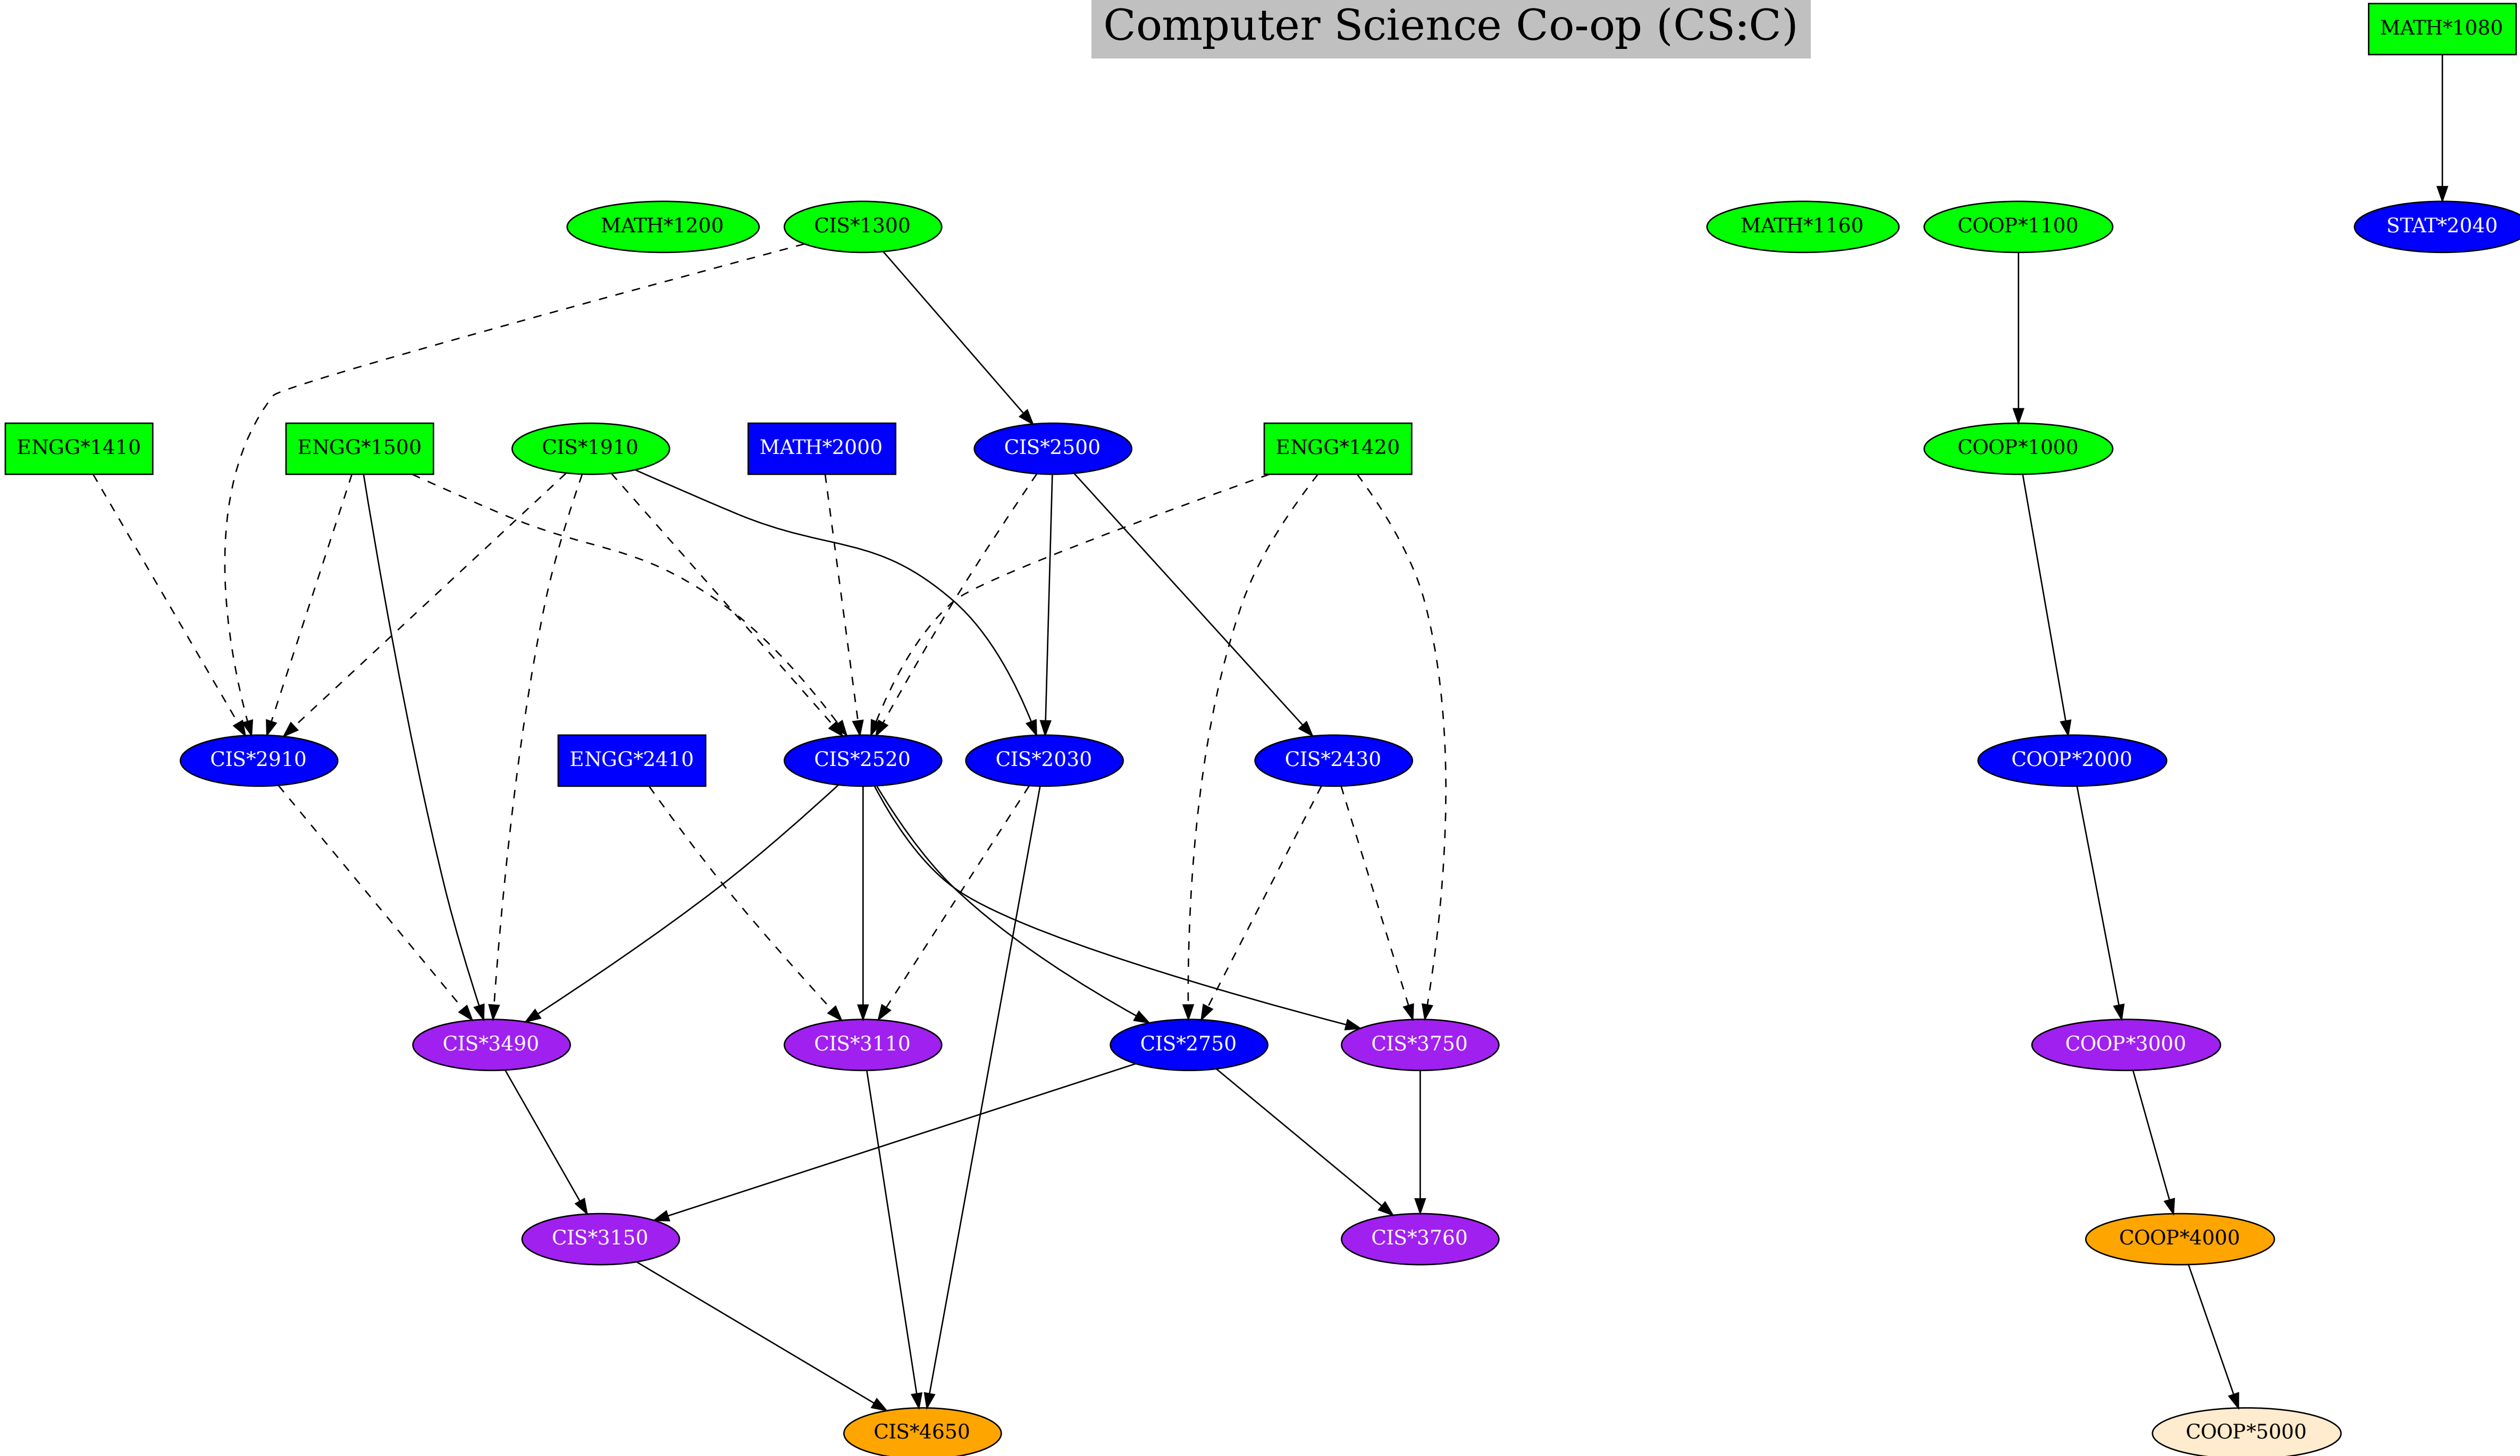 Computer Science Co-op (CS:C)
MATH*1080
MATH*1200
CIS*1300
MATH*1160
COOP*1100
STAT*2040
ENGG*1410
ENGG*1500
CIS*1910
MATH*2000
CIS*2500
ENGG*1420
COOP*1000
CIS*2910
ENGG*2410
CIS*2520
CIS*2030
CIS*2430
COOP*2000
CIS*3490
CIS*3110
CIS*2750
CIS*3750
COOP*3000
CIS*3150
CIS*3760
COOP*4000
CIS*4650
COOP*5000